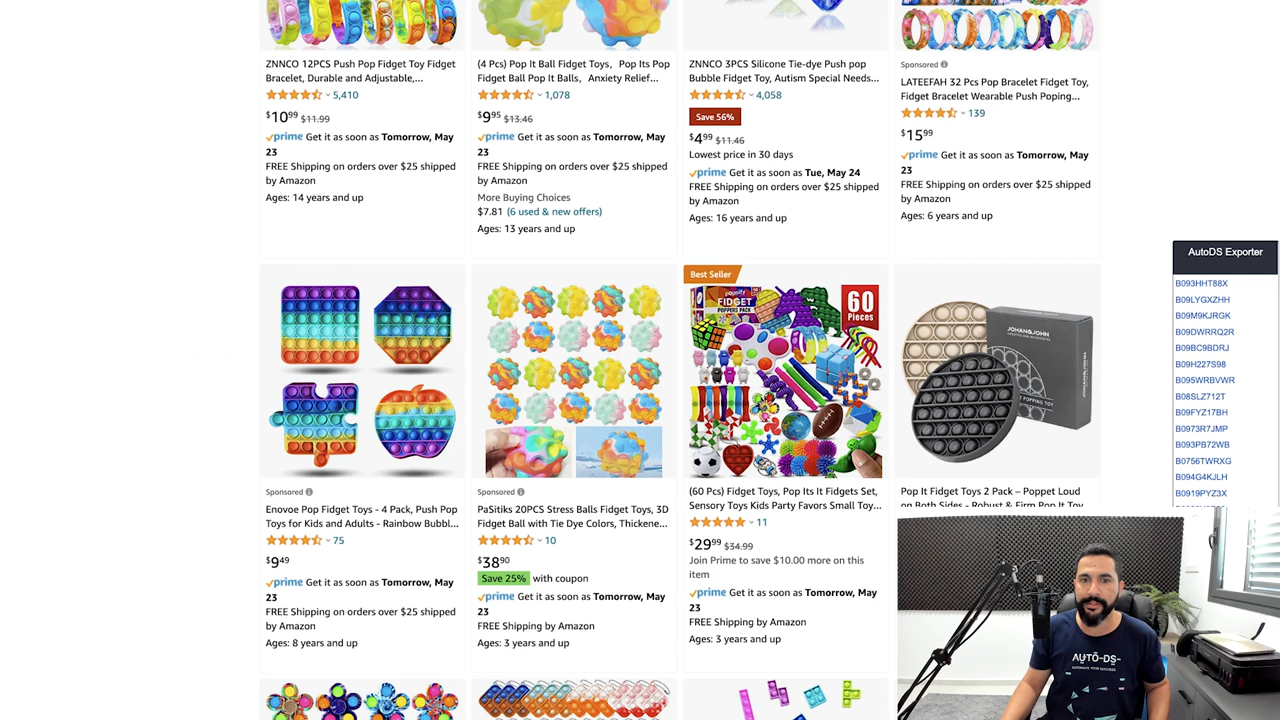 ZNNCO 12PCS Push Pop Fidget Toy Fidget
Bracelet, Durable and Adjustable,...
5,410
$10 99 $11.99
prime Get it as soon as Tomorrow, May
23
FREE Shipping on orders over $25 shipped
by Amazon
Ages: 14 years and up
(4 Pcs) Pop It Ball Fidget Toys, Pop Its Pop
Fidget Ball Pop It Balls, Anxiety Relief...
1,078
$9 95 $13.46
prime Get it as soon as Tomorrow, May
23
FREE Shipping on orders over $25 shipped
by Amazon
More Buying Choices
$7.81 (6 used & new offers)
Ages: 13 years and up
ZNNCO 3PCS Silicone Tie-dye Push pop
Bubble Fidget Toy, Autism Special Needs...
4,058
Save 56%
$4 99 $11.46
Lowest price in 30 days
prime Get it as soon as Tue, May 24
FREE Shipping on orders over $25 shipped
by Amazon
Ages: 16 years and up
Sponsored
LATEEFAH 32 Pcs Pop Bracelet Fidget Toy,
Fidget Bracelet Wearable Push Poping...
139
$15 99
prime Get it as soon as Tomorrow, May
23
FREE Shipping on orders over $25 shipped
by Amazon
Ages: 6 years and up
Sponsored
Enovoe Pop Fidget Toys - 4 Pack, Push Pop
Toys for Kids and Adults - Rainbow Bubbl...
75
$9 49
prime Get it as soon as Tomorrow, May
23
FREE Shipping on orders over $25 shipped
by Amazon
Ages: 8 years and up
Sponsored
PaSitiks 20PCS Stress Balls Fidget Toys, 3D
Fidget Ball with Tie Dye Colors, Thickene...
10
$38 90
Save 25% with coupon
prime Get it as soon as Tomorrow, May
23
FREE Shipping by Amazon
Ages: 3 years and up
Best Seller
FIDGET
POPPERS PACK
60
Pieces
(60 Pcs) Fidget Toys, Pop Its It Fidgets Set,
Sensory Toys Kids Party Favors Small Toy...
11
$29 99 $34.99
Join Prime to save $10.00 more on this
item
prime Get it as soon as Tomorrow, May
23
FREE Shipping by Amazon
Ages: 3 years and up
JOHAN&JOHN
Pop It Fidget Toys 2 Pack – Poppet Loud
on Both Sides - Robust & Firm Pop It Toy
AutoDS Exporter
B093HHT88X
B09LYGXZHH
B09M9KJRGK
B09DWRRQ2R
B09BC9BDRJ
B09H227S98
B095WRBVWR
B08SLZ712T
B09FYZ17BH
B0973R7JMP
B093PB72WB
B0756TWRXG
B094G4KJLH
B0919PYZ3X
AUTO-DS
AUTOMATE YOUR SUCCESS